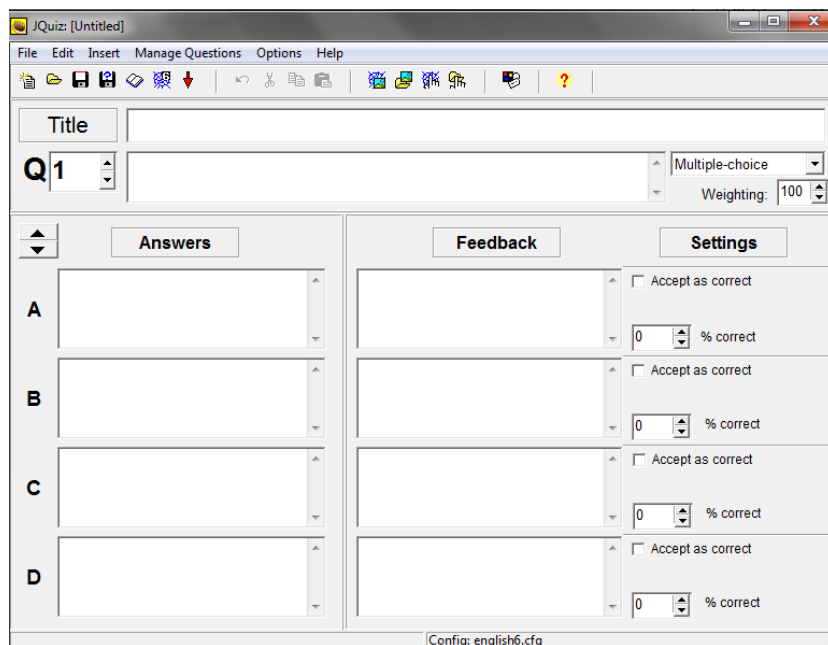 JQuiz: [Untitled]
File Edit Insert Manage Questions Options Help
?
Title
Q 1 Multiple-choice
Weighting: 100
Answers Feedback Settings
A Accept as correct
0 % correct
B Accept as correct
0 % correct
C Accept as correct
0 % correct
D Accept as correct
0 % correct
Config: english6.cfg